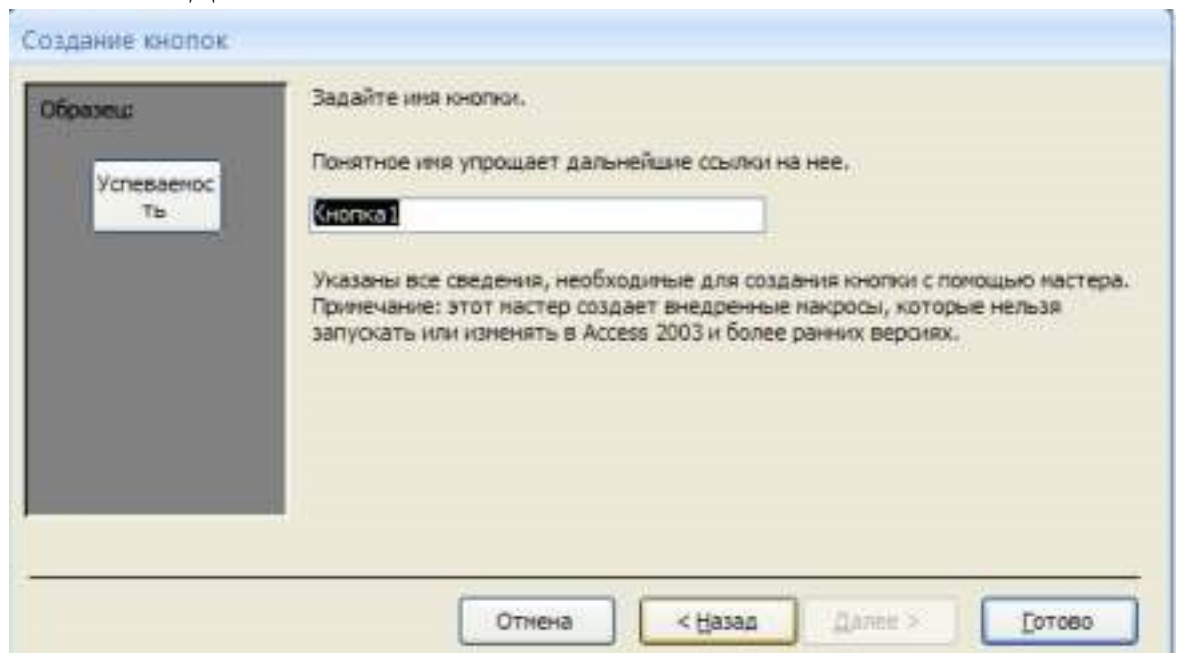 Создание кнопок
Образец:
Успеваемос
ть
Задайте имя кнопки.
Понятное имя упрощает дальнейшие ссылки на нее.
Кнопка1
Указаны все сведения, необходимые для создания кнопки с помощью мастера.
Примечание: этот мастер создает внедренные макросы, которые нельзя
запускать или изменять в Access 2003 и более ранних версиях.
Отмена
< Назад
Далее >
Готово